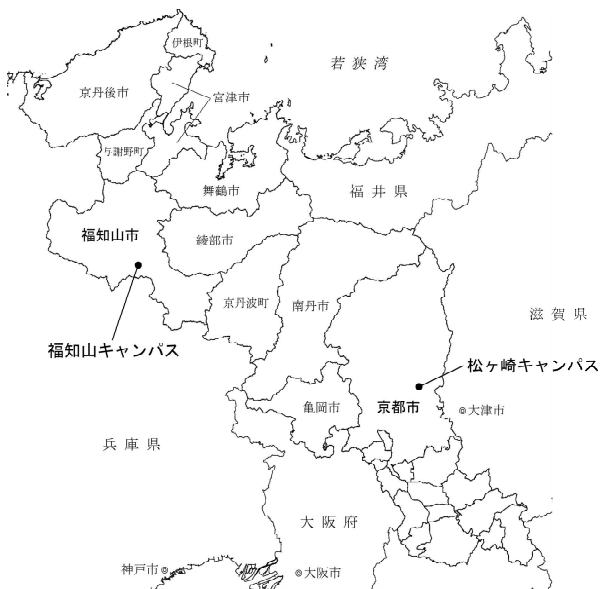 伊根町
若狭湾
京丹後市
宮津市
与謝野町
舞鶴市
福井県
福知山市
綾部市
京丹波町
南丹市
滋賀県
福知山キャンパス
松ヶ崎キャンパス
亀岡市
京都市
大津市
兵庫県
大阪府
神戸市
大阪市